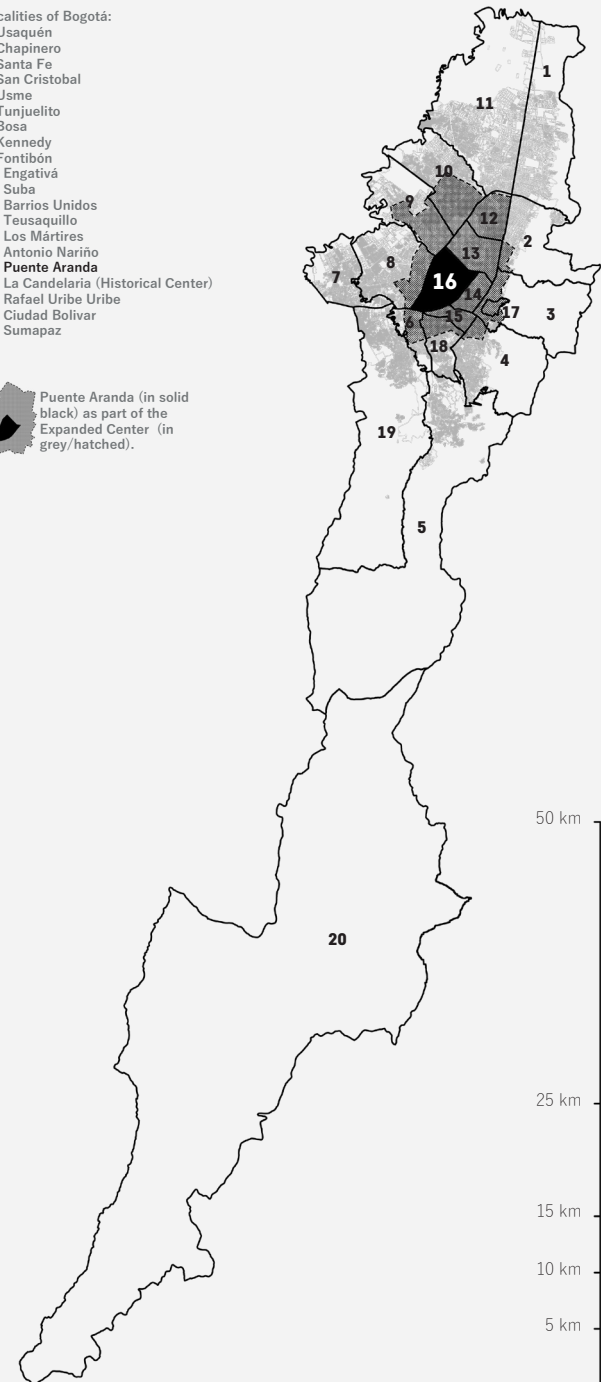 calities of Bogotá:
Usaquén
Chapinero
Santa Fe
San Cristobal
Usme
Tunjuelito
Bosa
Kennedy
Fontibón
Engativá
Suba
Barrios Unidos
Teusaquillo
Los Mártires
Antonio Nariño
Puente Aranda
La Candelaria (Historical Center)
Rafael Uribe Uribe
Ciudad Bolivar
Sumapaz
Puente Aranda (in solid
black) as part of the
Expanded Center (in
grey/hatched).
1
11
10
9
12
2
13
8
7
16
14
17
3
6
15
18
4
19
5
20
50 km
25 km
15 km
10 km
5 km